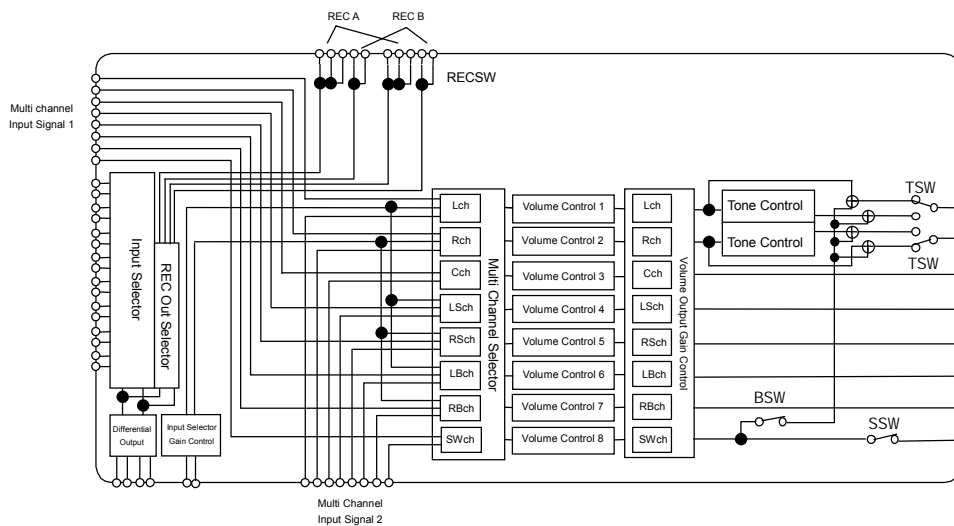 REC A
REC B
RECSW
Multi channel
Input Signal 1
Input Selector
REC Out Selector
Differential
Output
Input Selector
Gain Control
Multi Channel
Input Signal 2
Lch
Rch
Cch
LSch
RSch
LBch
RBch
SWch
Multi Channel Selector
Volume Control 1
Volume Control 2
Volume Control 3
Volume Control 4
Volume Control 5
Volume Control 6
Volume Control 7
Volume Control 8
Lch
Rch
Cch
LSch
RSch
LBch
RBch
SWch
Volume Output Gain Control
Tone Control
Tone Control
TSW
TSW
BSW
SSW